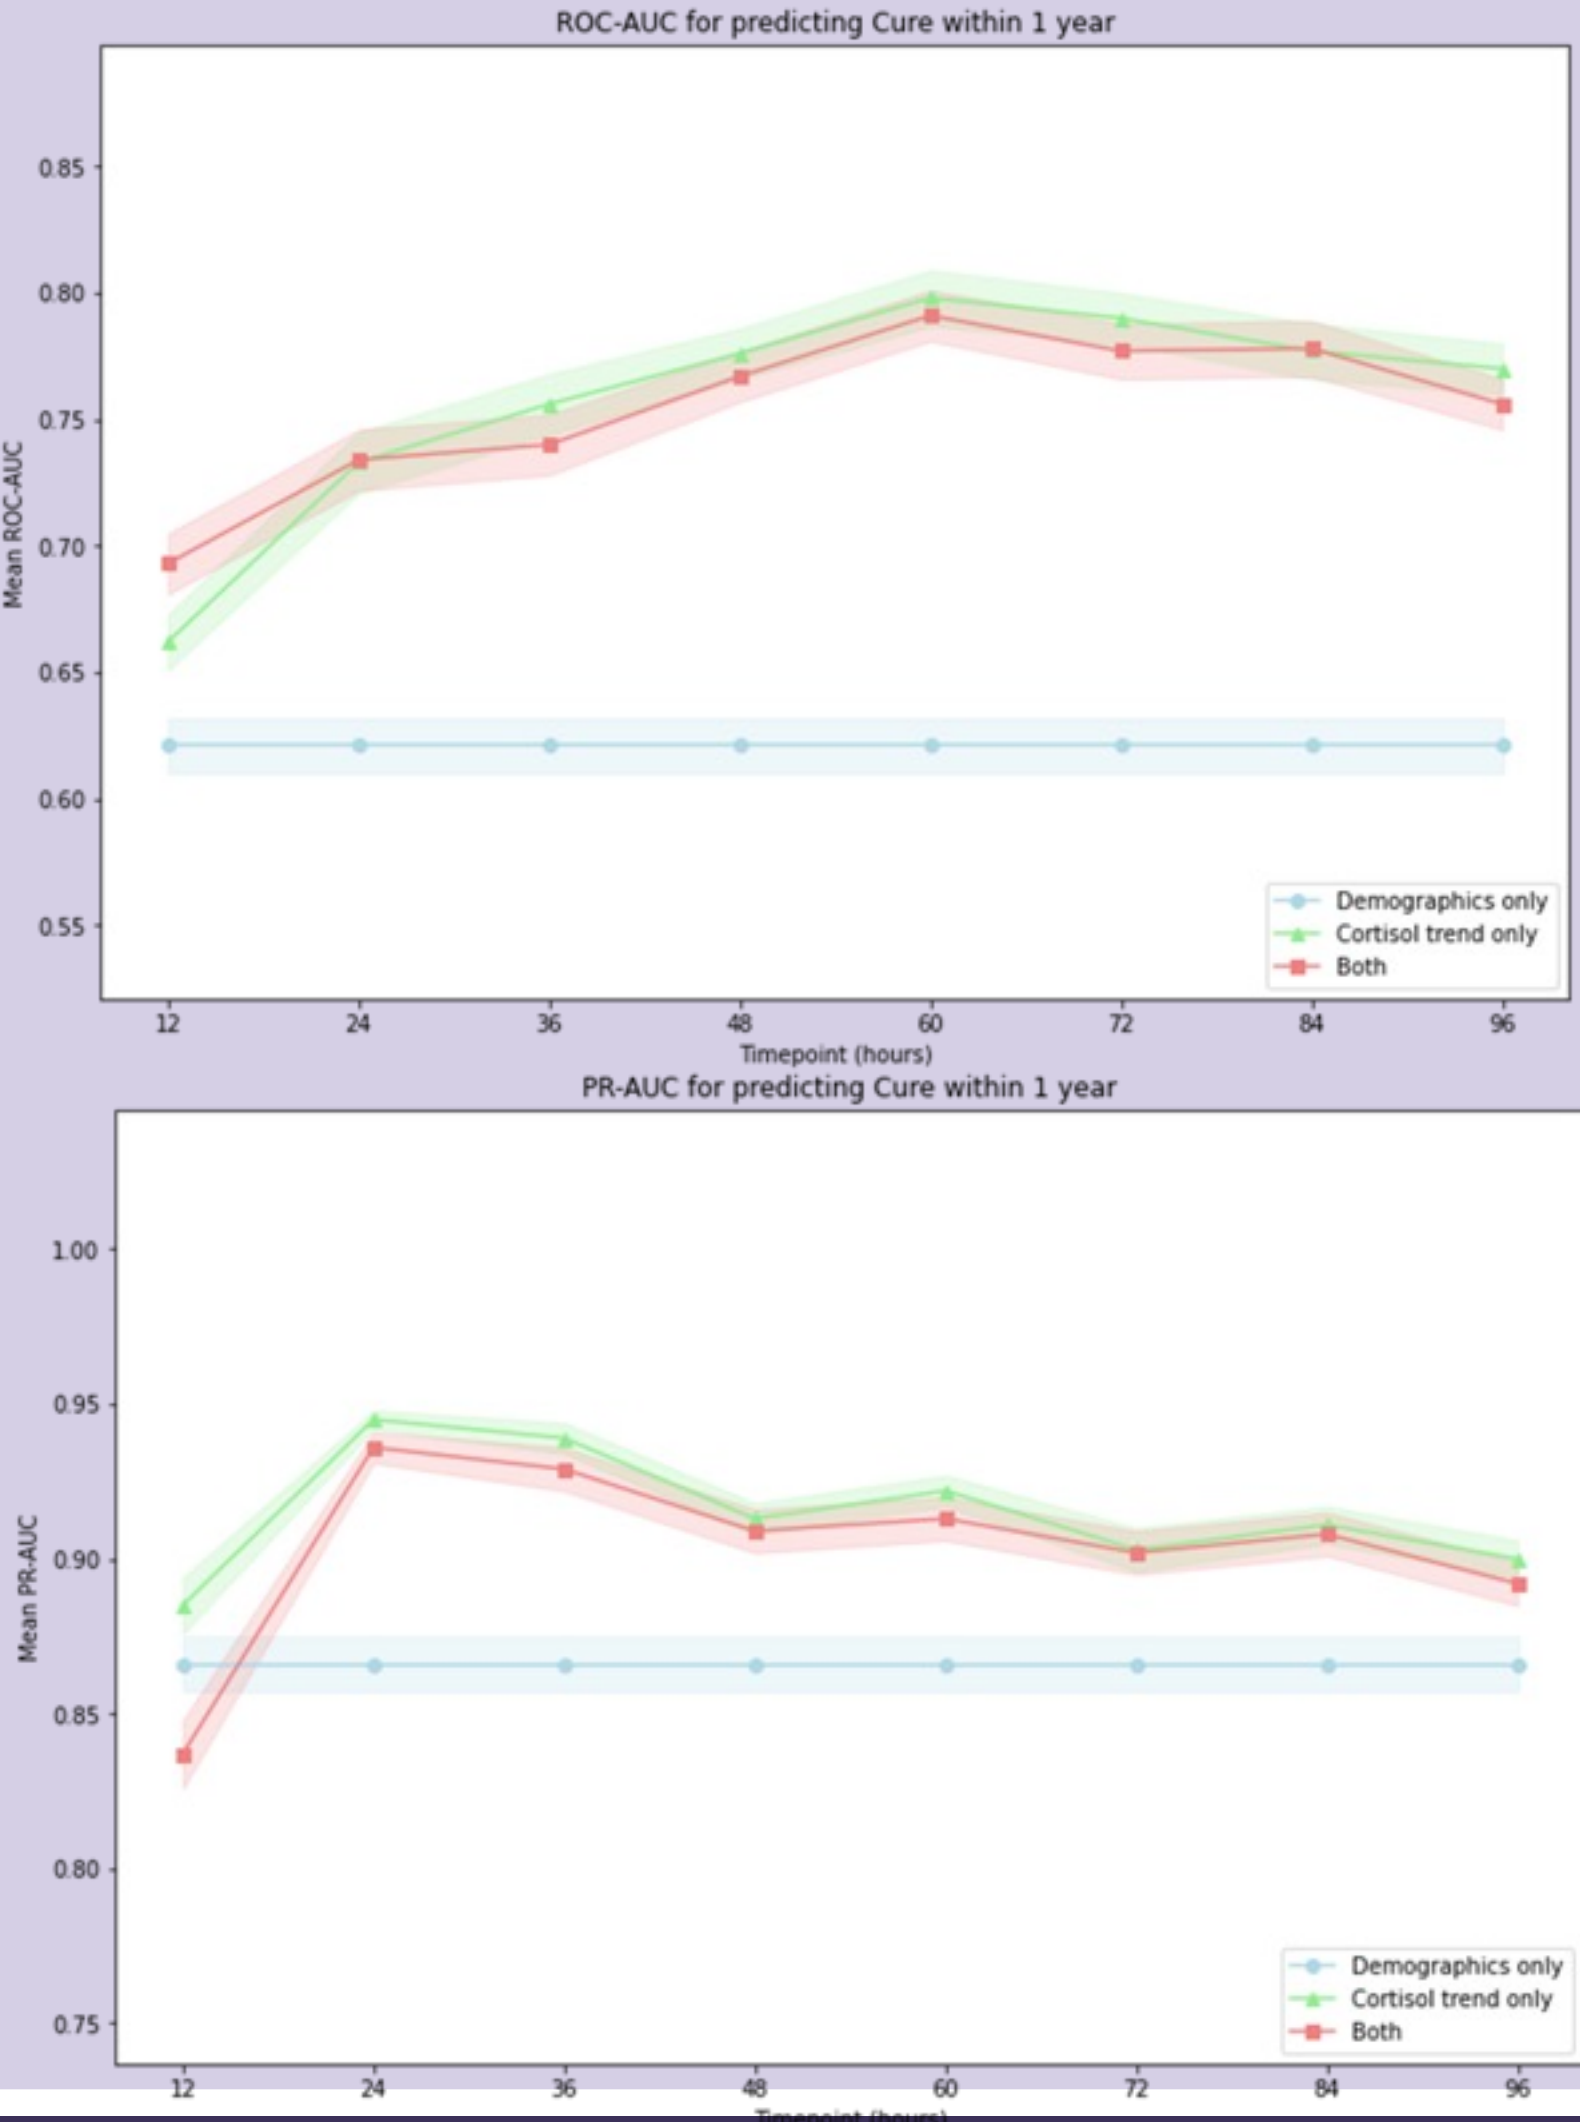 ROC-AUC for predicting Cure within 1 year
0.85
0.80
0.75
0.70
0.65
0.60
0.55
Mean ROC-AUC
Demographics only
Cortisol trend only
Both
12 24 36 48 60 72 84 96
Timepoint (hours)
PR-AUC for predicting Cure within 1 year
1.00
0.95
0.90
0.85
0.80
0.75
Mean PR-AUC
Demographics only
Cortisol trend only
Both
12 24 36 48 60 72 84 96
Timepoint (hours)